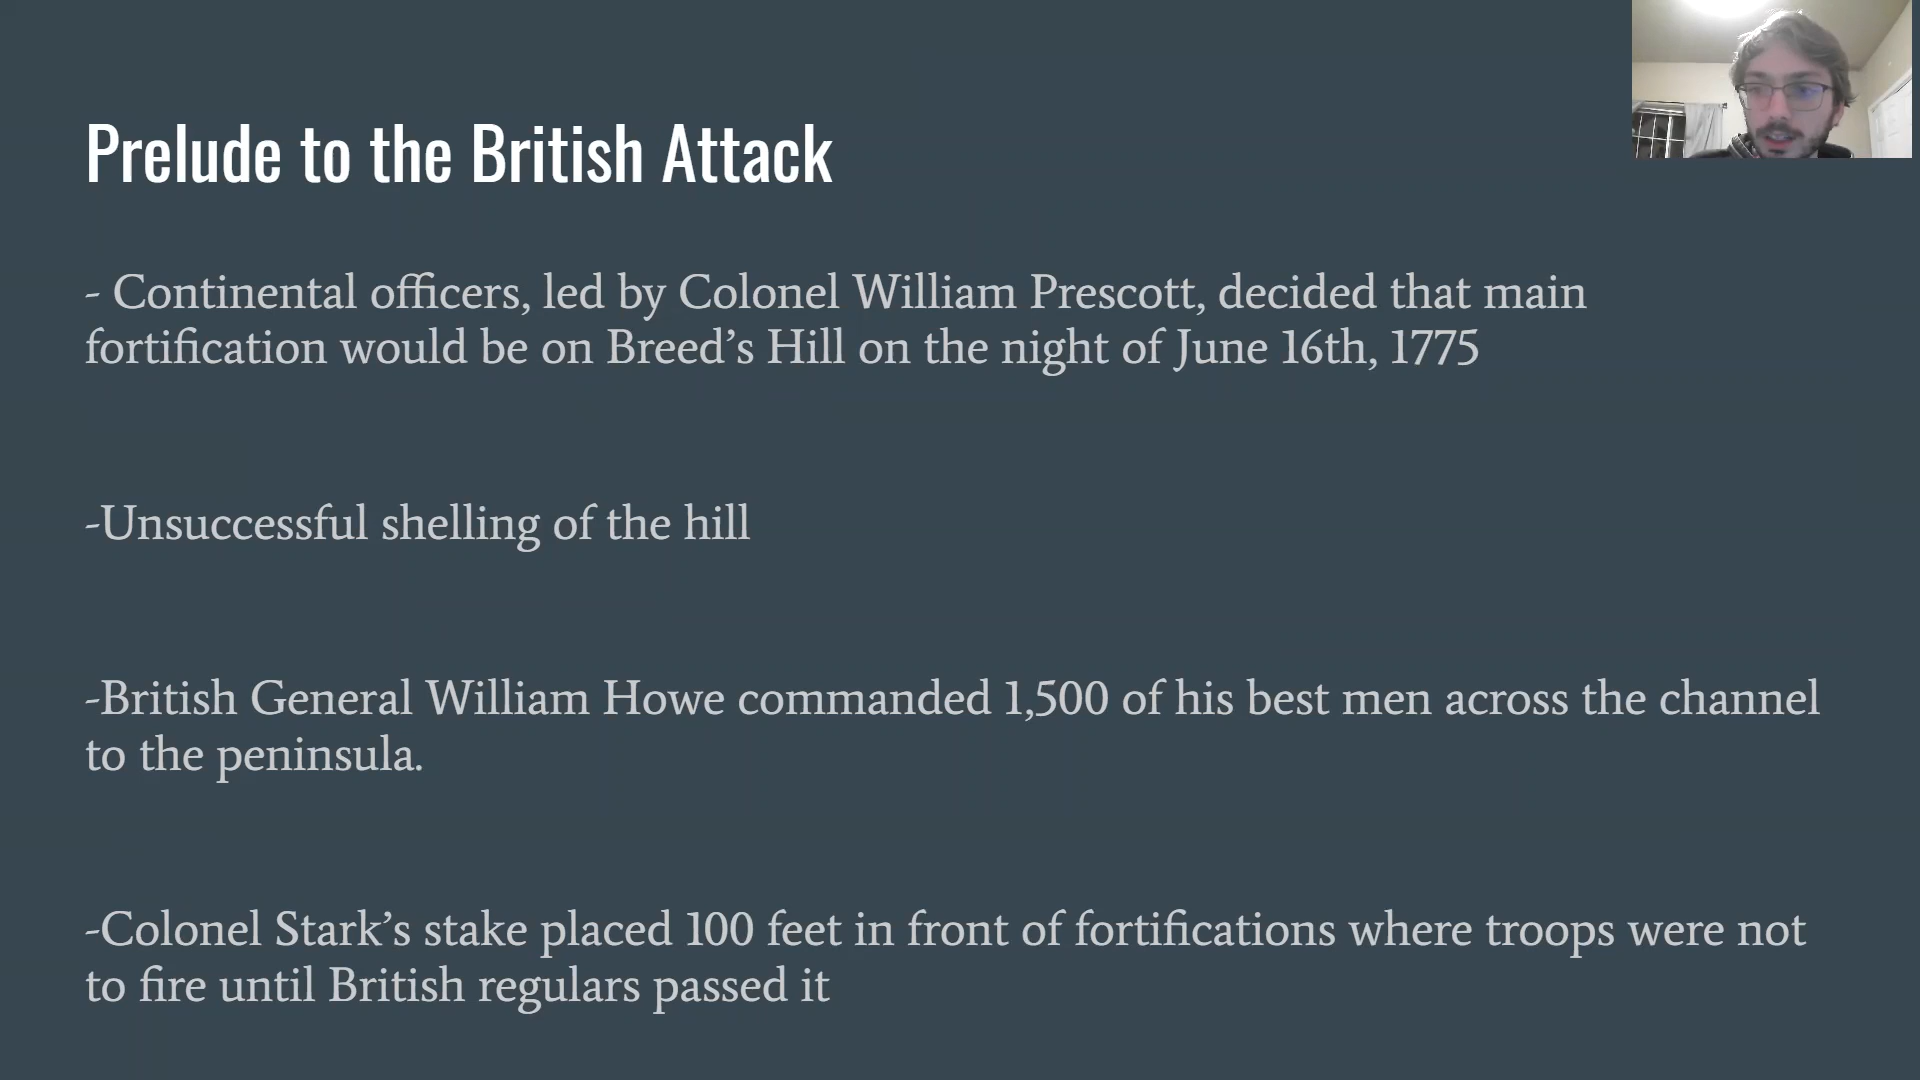 Prelude to the British Attack
- Continental officers, led by Colonel William Prescott, decided that main
fortification would be on Breed’s Hill on the night of June 16th, 1775
-Unsuccessful shelling of the hill
-British General William Howe commanded 1,500 of his best men across the channel
to the peninsula.
-Colonel Stark’s stake placed 100 feet in front of fortifications where troops were not
to fire until British regulars passed it